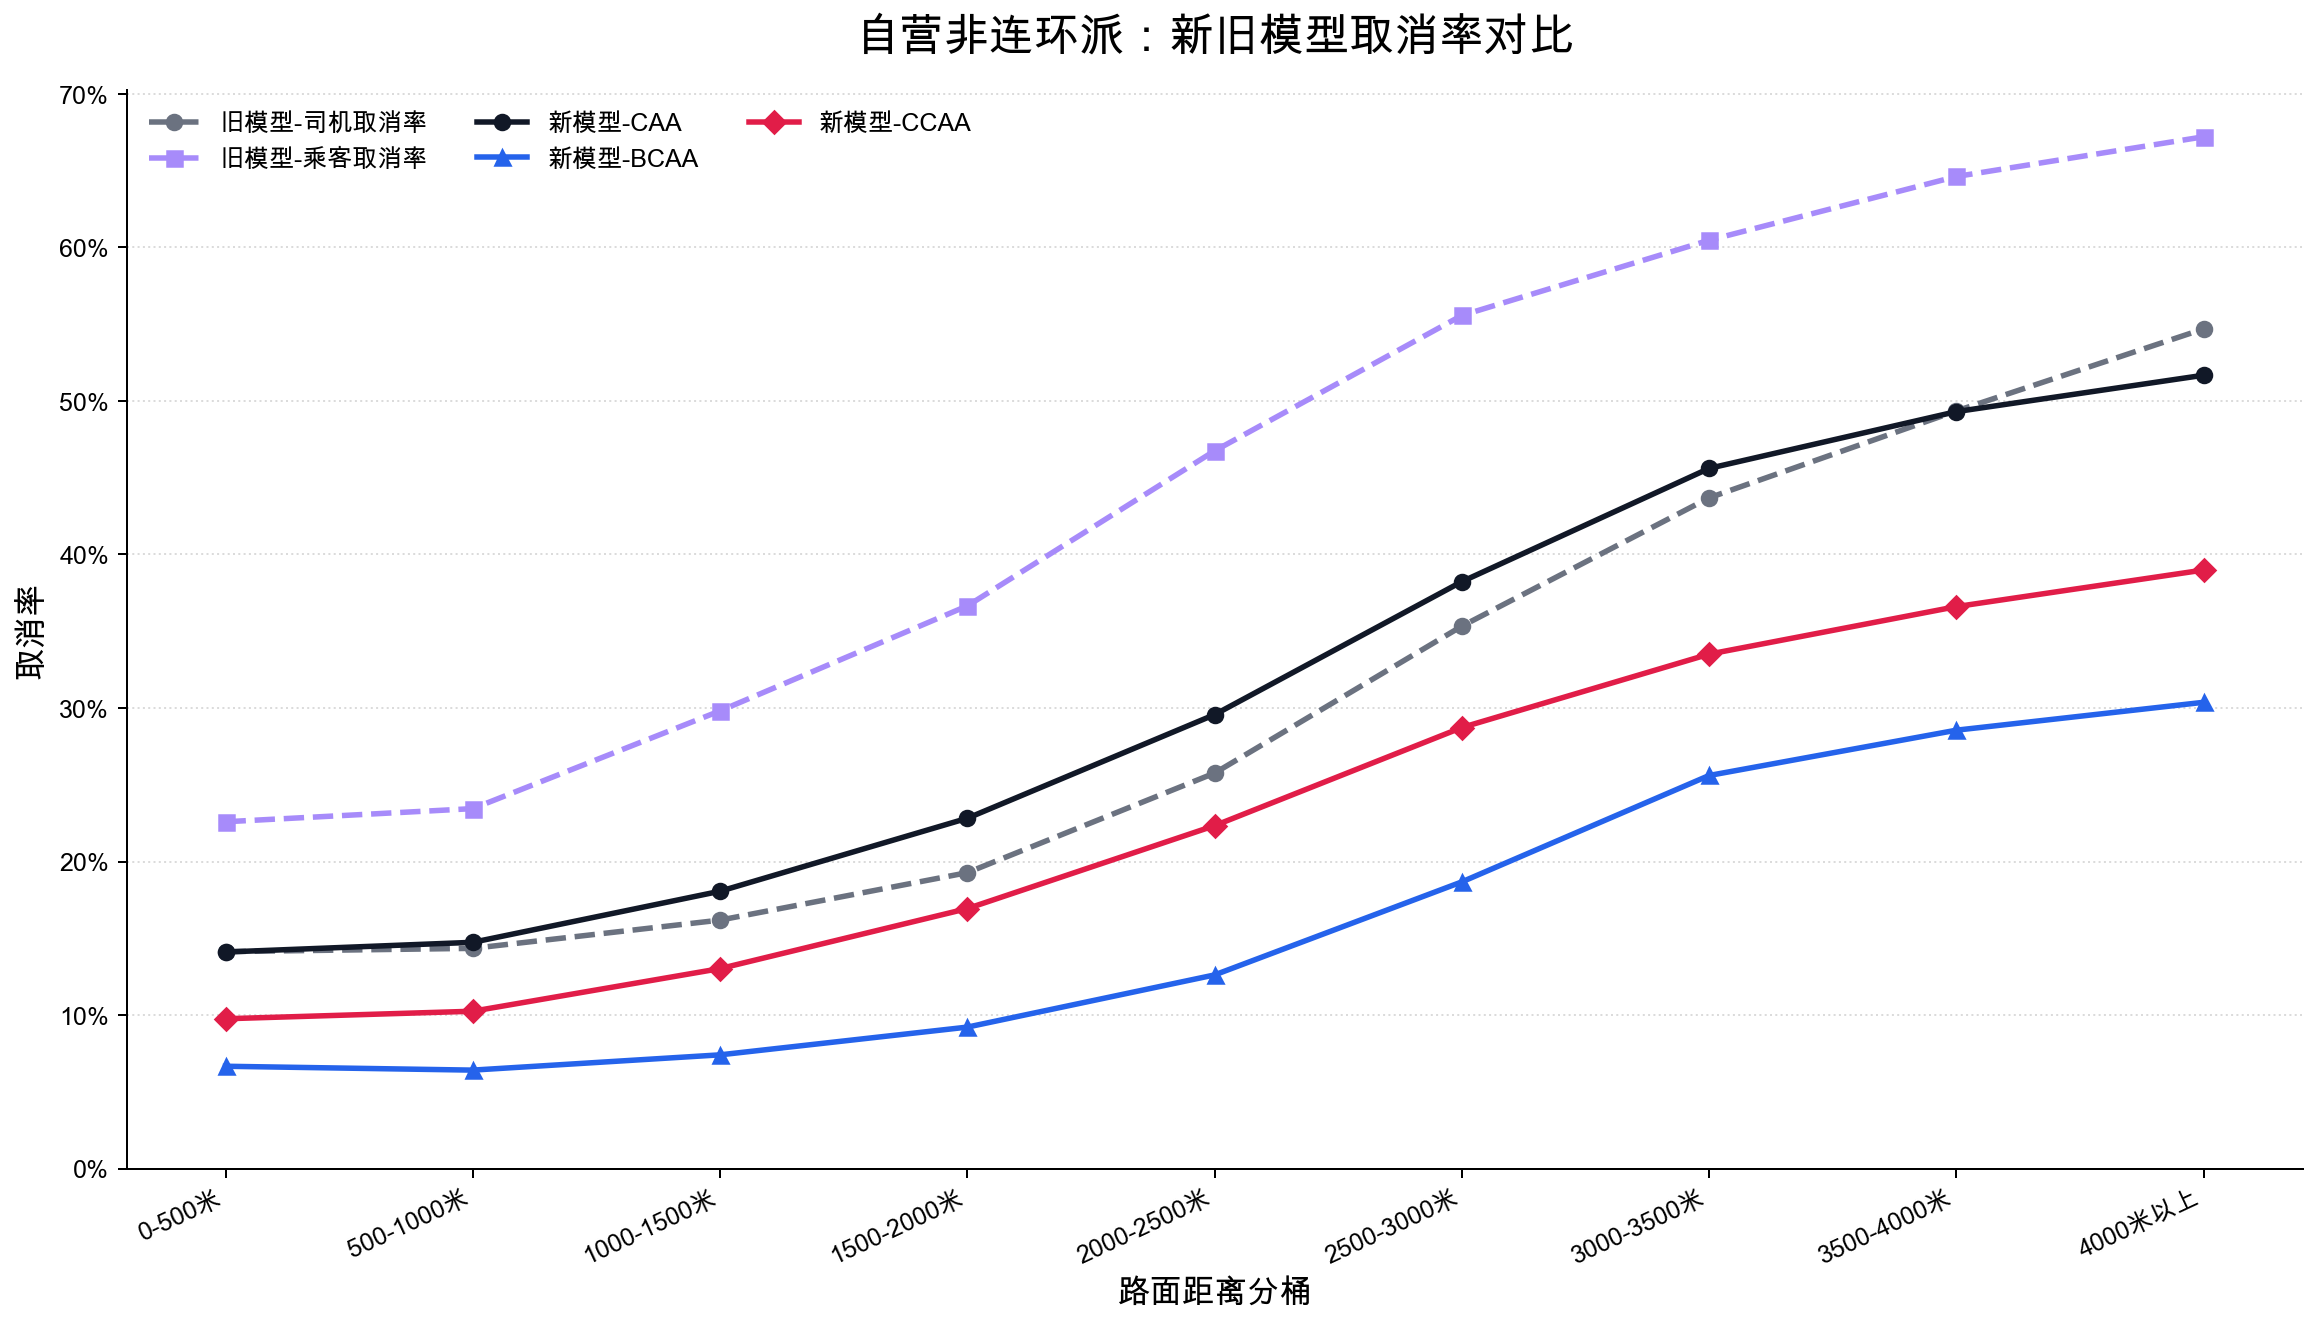 自营非连环派：新旧模型取消率对比
70%
60%
50%
40%
30%
20%
10%
0%
取消率
旧模型-司机取消率
旧模型-乘客取消率
新模型-CAA
新模型-BCAA
新模型-CCAA
0-500米
500-1000米
1000-1500米
1500-2000米
2000-2500米
2500-3000米
3000-3500米
3500-4000米
4000米以上
路面距离分桶